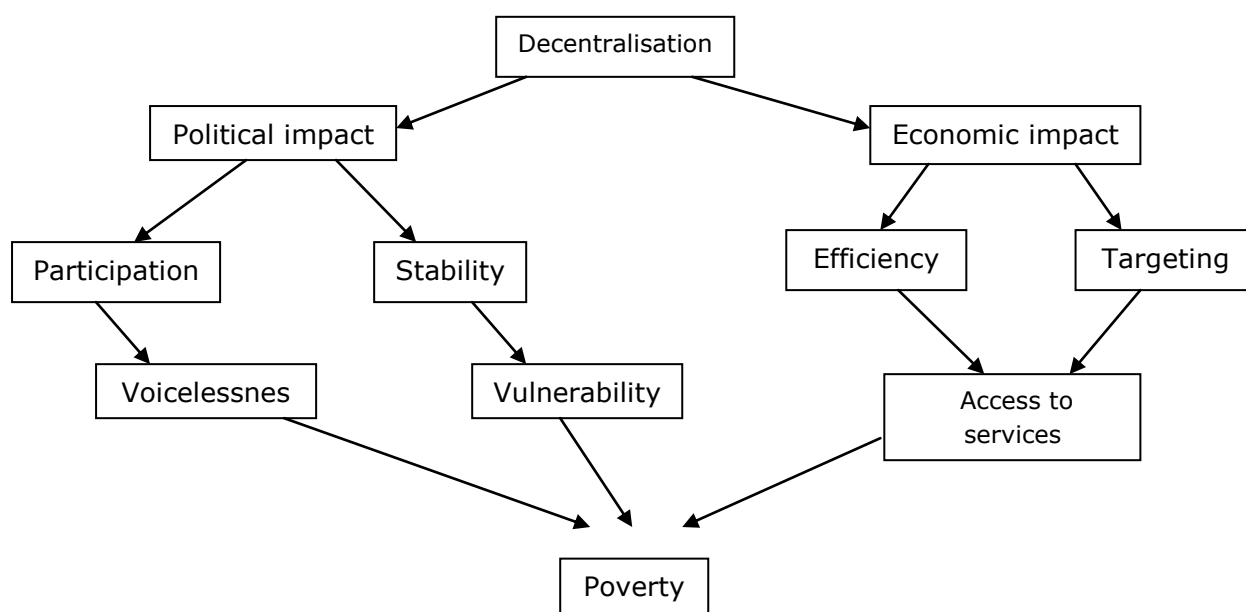 Decentralisation
Political impact
Economic impact
Participation
Stability
Efficiency
Targeting
Voicelessnes
Vulnerability
Access to
services
Poverty